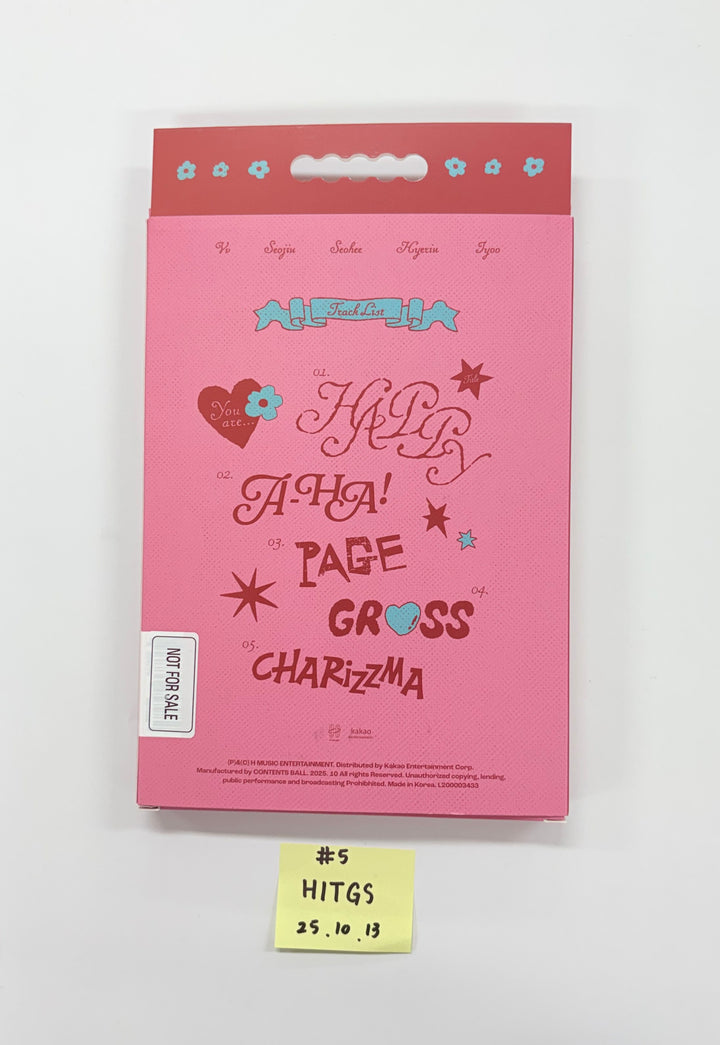 Vv Seojin Seohee Hyerin Iyoo
Track List
01.
HAPPY
Title
You
are...
02.
A-HA!
03.
PAGE
04.
GROSS
05.
CHARIZZMA
NOT FOR SALE
kakao
entertainment
(P)&(C) H MUSIC ENTERTAINMENT. Distributed by Kakao Entertainment Corp.
Manufactured by CONTENTS BALL. 2025. 10 All rights Reserved. Unauthorized copying, lending,
public performance and broadcasting Prohibited. Made in Korea. L200003433
#5
HITGS
25.10.13